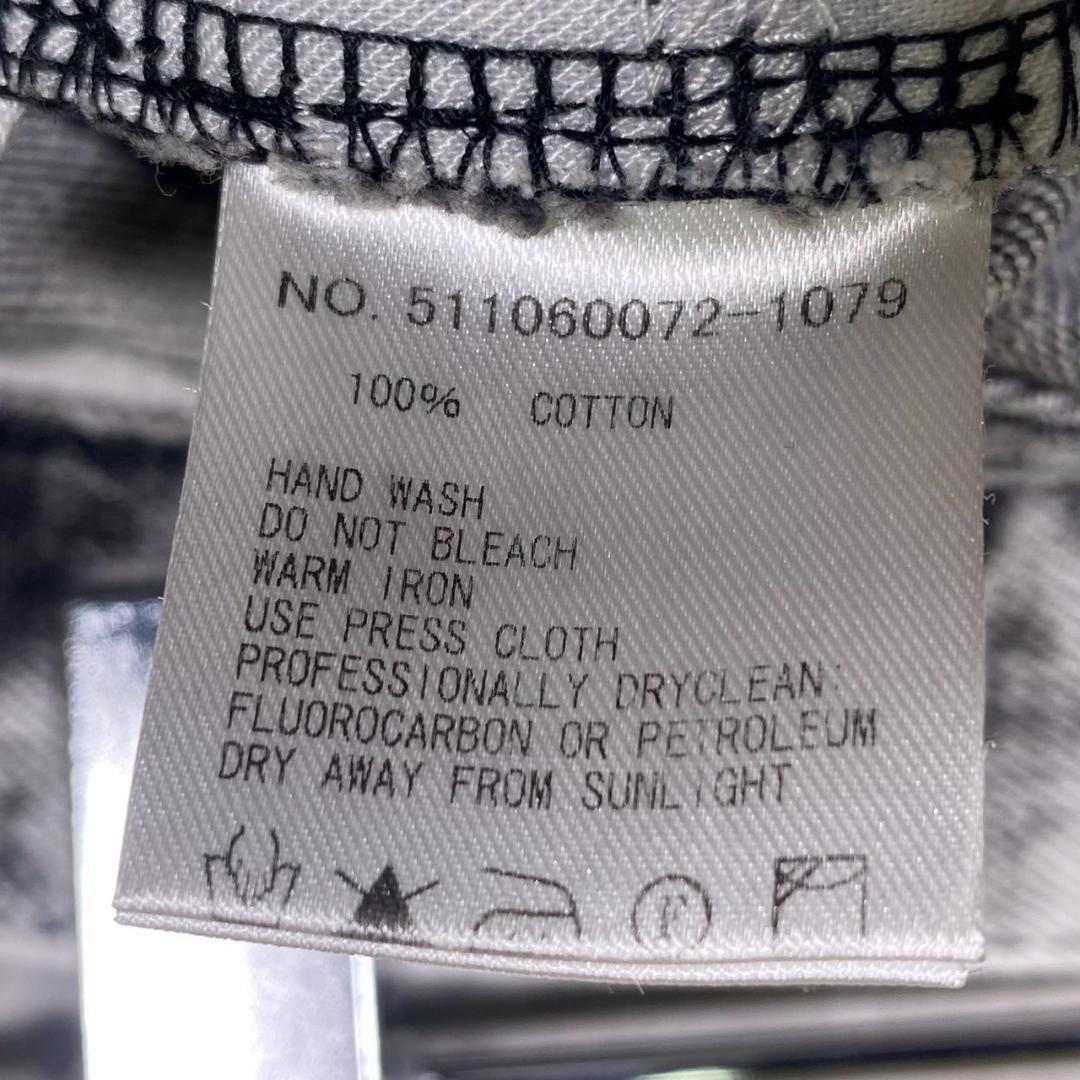 NO. 511060072-1079
100% COTTON
HAND WASH
DO NOT BLEACH
WARM IRON
USE PRESS CLOTH
PROFESSIONALLY DRYCLEAN:
FLUOROCARBON OR PETROLEUM
DRY AWAY FROM SUNLIGHT
F